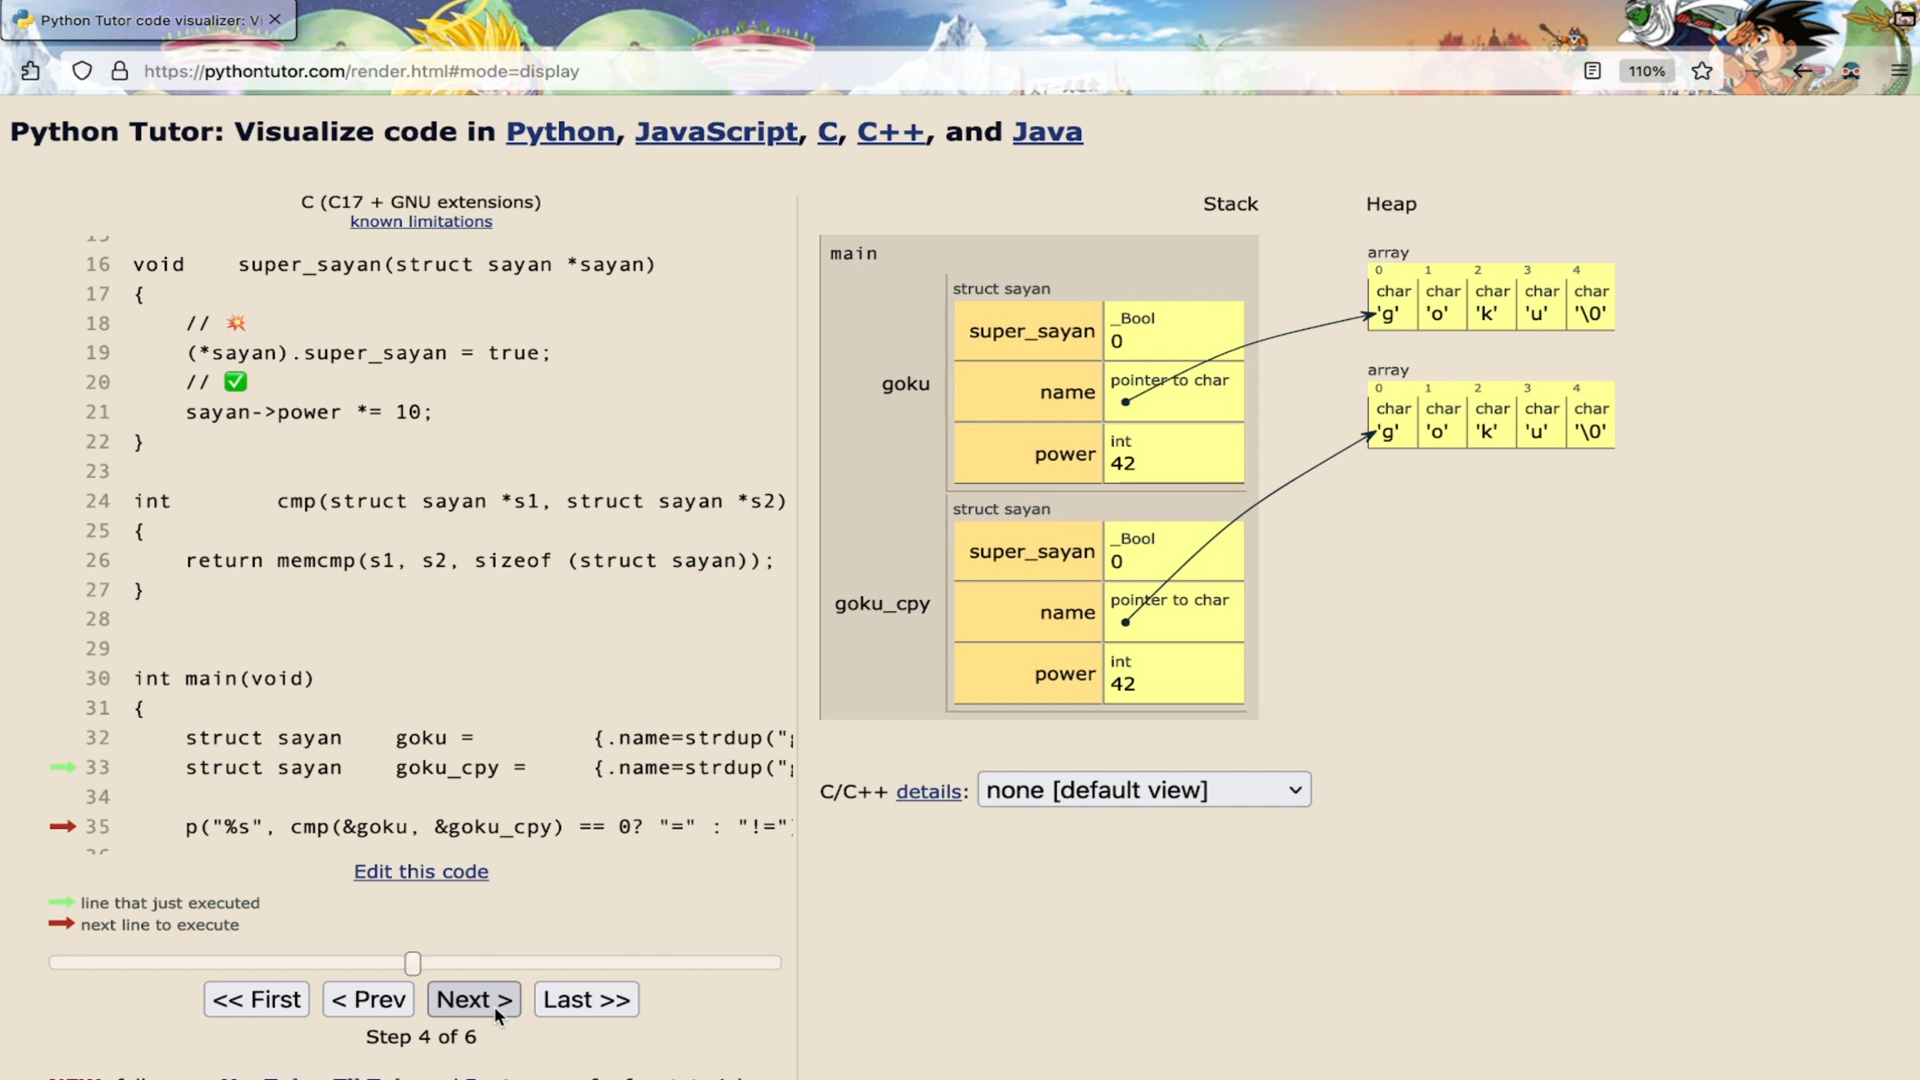 Python Tutor code visualizer: Vi
https://pythontutor.com/render.html#mode=display
110%
Python Tutor: Visualize code in Python, JavaScript, C, C++, and Java
C (C17 + GNU extensions)
known limitations
15
16 void super_sayan(struct sayan *sayan)
17 {
18 // 💥
19 (*sayan).super_sayan = true;
20 // ✅
21 sayan->power *= 10;
22 }
23
24 int cmp(struct sayan *s1, struct sayan *s2)
25 {
26 return memcmp(s1, s2, sizeof (struct sayan));
27 }
28
29
30 int main(void)
31 {
32 struct sayan goku = {.name=strdup("
33 struct sayan goku_cpy = {.name=strdup("
34
35 p("%s", cmp(&goku, &goku_cpy) == 0? "=" : "!="
36
Edit this code
line that just executed
next line to execute
<< First < Prev Next > Last >>
Step 4 of 6
Stack Heap
main
goku
struct sayan
super_sayan _Bool 0
name pointer to char
power int 42
goku_cpy
struct sayan
super_sayan _Bool 0
name pointer to char
power int 42
array
0 1 2 3 4
char char char char char
'g' 'o' 'k' 'u' '\0'
array
0 1 2 3 4
char char char char char
'g' 'o' 'k' 'u' '\0'
C/C++ details: none [default view]